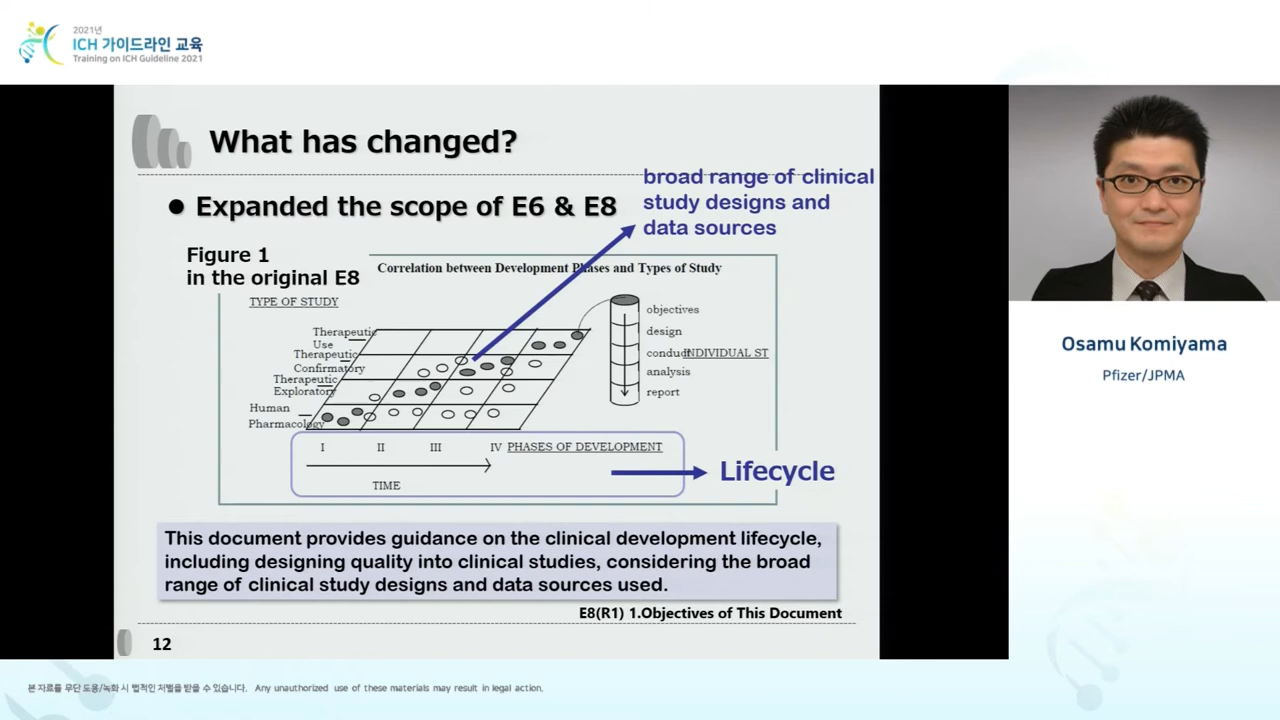 2021년
ICH 가이드라인 교육
Training on ICH Guideline 2021
What has changed?
● Expanded the scope of E6 & E8
broad range of clinical
study designs and
data sources
Figure 1
in the original E8
Correlation between Development Phases and Types of Study
TYPE OF STUDY
Therapeutic
Use
Therapeutic
Confirmatory
Therapeutic
Exploratory
Human
Pharmacology
objectives
design
conduct
INDIVIDUAL ST
analysis
report
I II III IV PHASES OF DEVELOPMENT
TIME
Lifecycle
This document provides guidance on the clinical development lifecycle,
including designing quality into clinical studies, considering the broad
range of clinical study designs and data sources used.
E8(R1) 1.Objectives of This Document
12
Osamu Komiyama
Pfizer/JPMA
본 자료를 무단 도용/녹화 시 법적인 처벌을 받을 수 있습니다. Any unauthorized use of these materials may result in legal action.